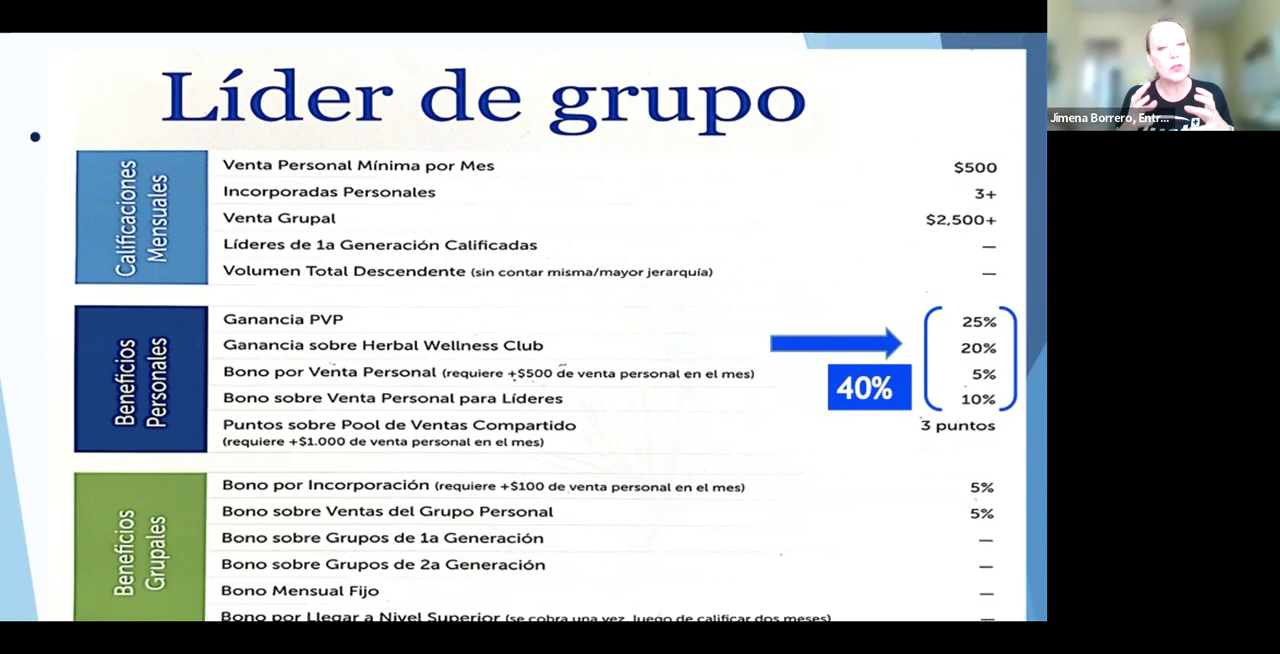 Líder de grupo
Calificaciones
Mensuales
Venta Personal Mínima por Mes $500
Incorporadas Personales 3+
Venta Grupal $2,500+
Líderes de 1a Generación Calificadas —
Volumen Total Descendente (sin contar misma/mayor jerarquía) —
Beneficios
Personales
Ganancia PVP 25%
Ganancia sobre Herbal Wellness Club 20%
Bono por Venta Personal (requiere +$500 de venta personal en el mes) 5%
Bono sobre Venta Personal para Líderes 10%
40%
Puntos sobre Pool de Ventas Compartido 3 puntos
(requiere +$1.000 de venta personal en el mes)
Beneficios
Grupales
Bono por Incorporación (requiere +$100 de venta personal en el mes) 5%
Bono sobre Ventas del Grupo Personal 5%
Bono sobre Grupos de 1a Generación —
Bono sobre Grupos de 2a Generación —
Bono Mensual Fijo —
Bono por Llegar a Nivel Superior (se cobra una vez, luego de calificar dos meses) —
Jimena Borrero, Entr...